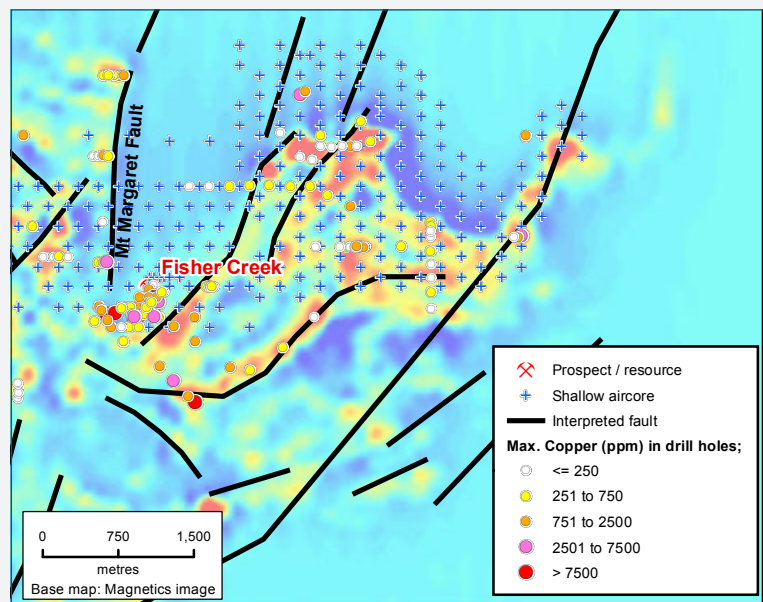 Mt Margaret Fault
Fisher Creek
Prospect / resource
Shallow aircore
Interpreted fault
Max. Copper (ppm) in drill holes;
<= 250
251 to 750
751 to 2500
2501 to 7500
> 7500
0 750 1,500
metres
Base map: Magnetics image